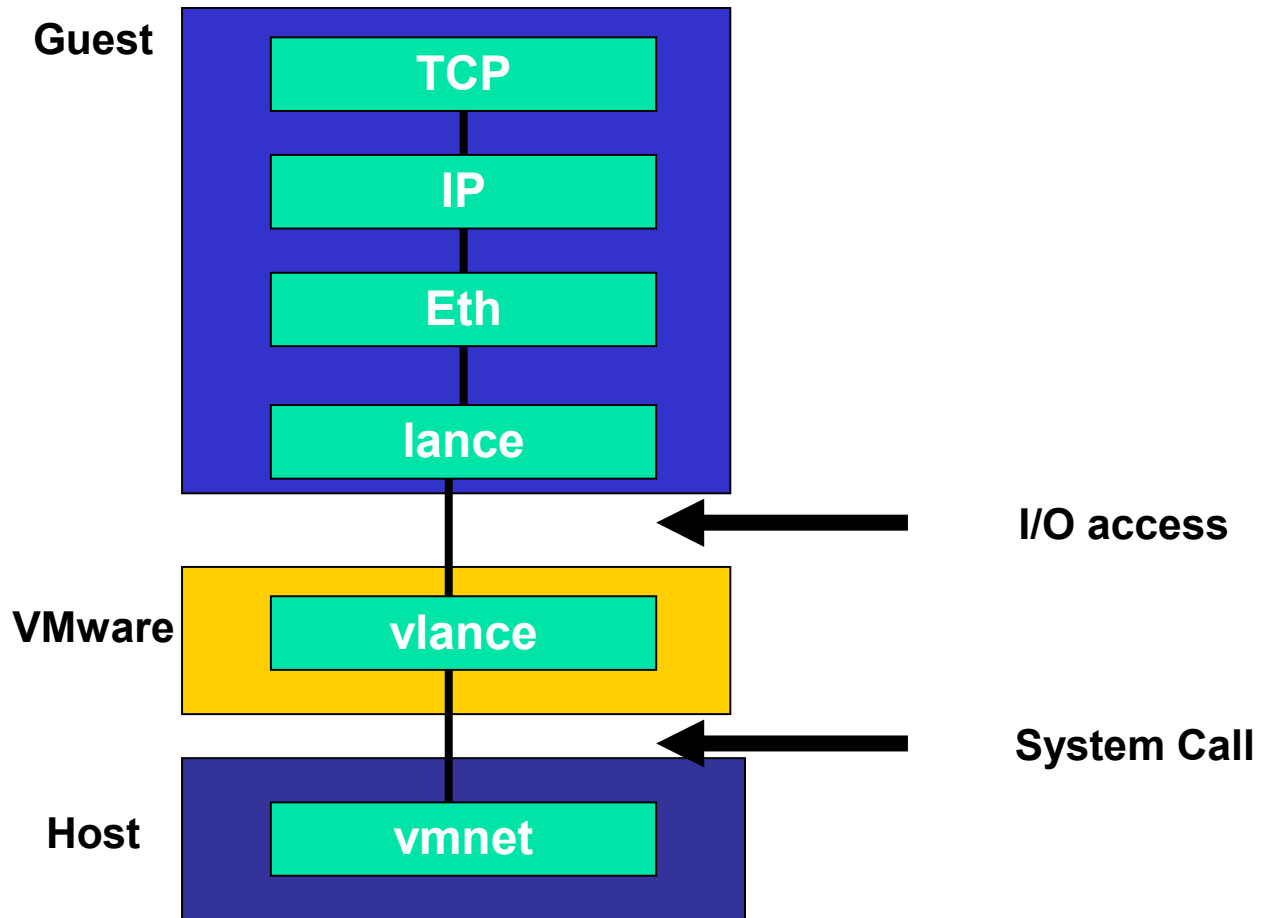 Guest
TCP
IP
Eth
lance
I/O access
VMware
vlance
System Call
Host
vmnet